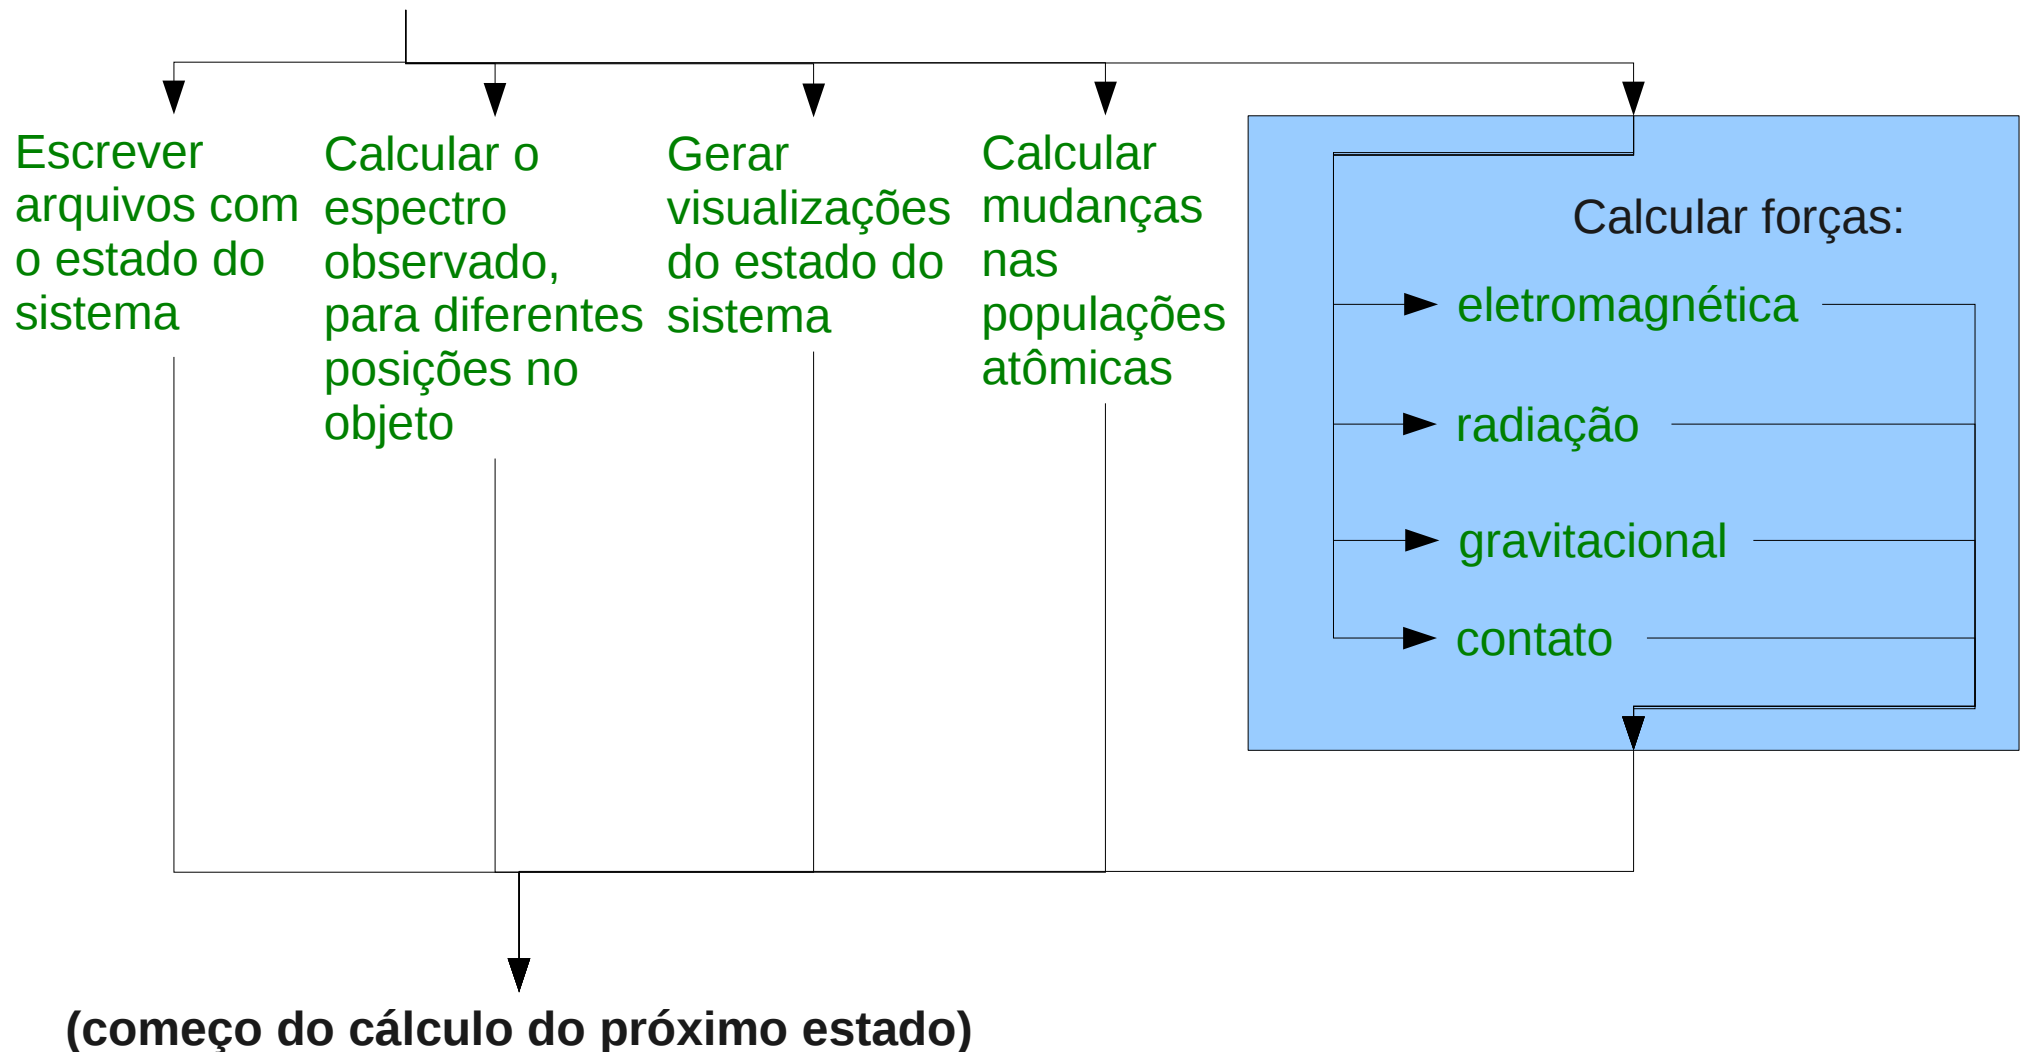 Escrever
arquivos com
o estado do
sistema
Calcular o
espectro
observado,
para diferentes
posições no
objeto
Gerar
visualizações
do estado do
sistema
Calcular
mudanças
nas
populações
atômicas
Calcular forças:
eletromagnética
radiação
gravitacional
contato
(começo do cálculo do próximo estado)